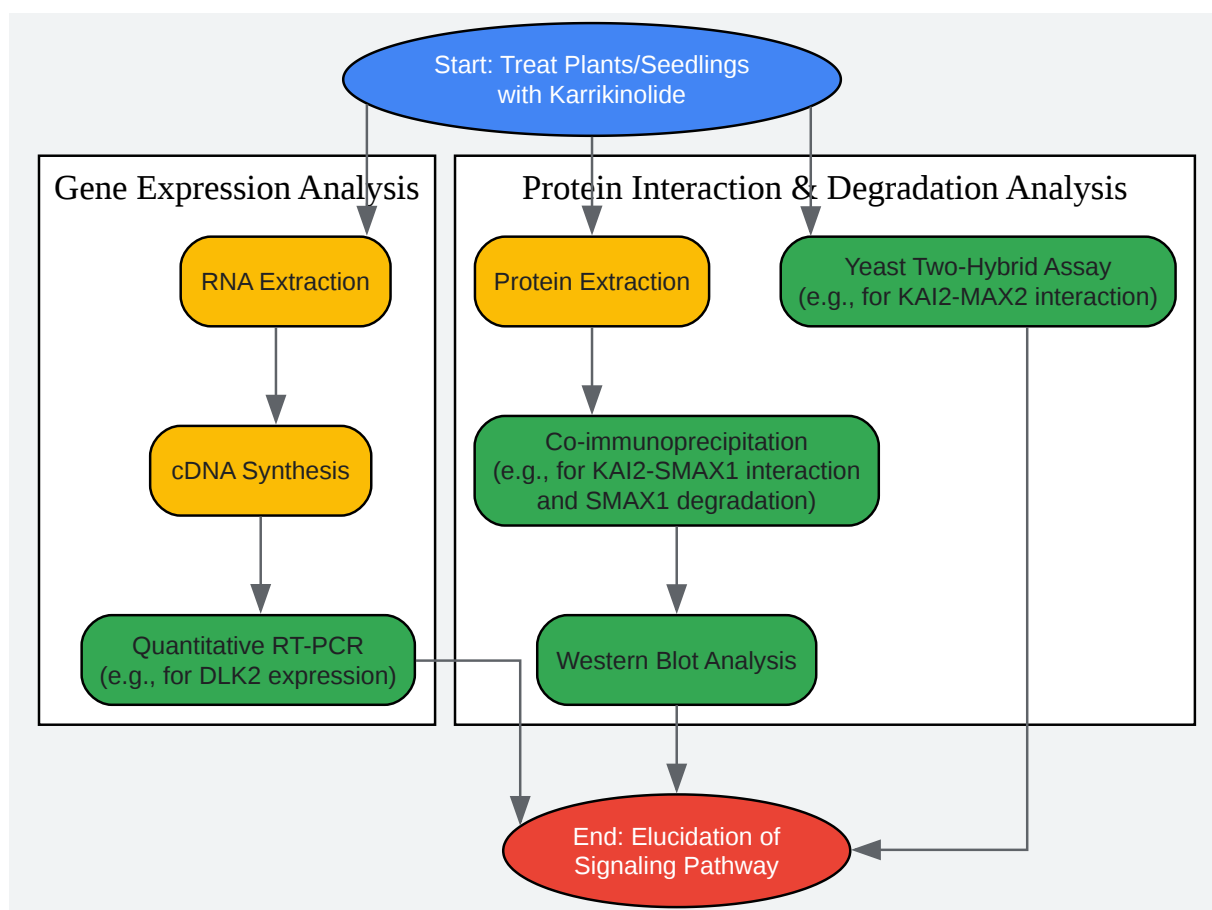 Start: Treat Plants/Seedlings
with Karrikinolide
Gene Expression Analysis
Protein Interaction & Degradation Analysis
RNA Extraction
Protein Extraction
Yeast Two-Hybrid Assay
(e.g., for KAI2-MAX2 interaction)
cDNA Synthesis
Co-immunoprecipitation
(e.g., for KAI2-SMAX1 interaction
and SMAX1 degradation)
Quantitative RT-PCR
(e.g., for DLK2 expression)
Western Blot Analysis
End: Elucidation of
Signaling Pathway